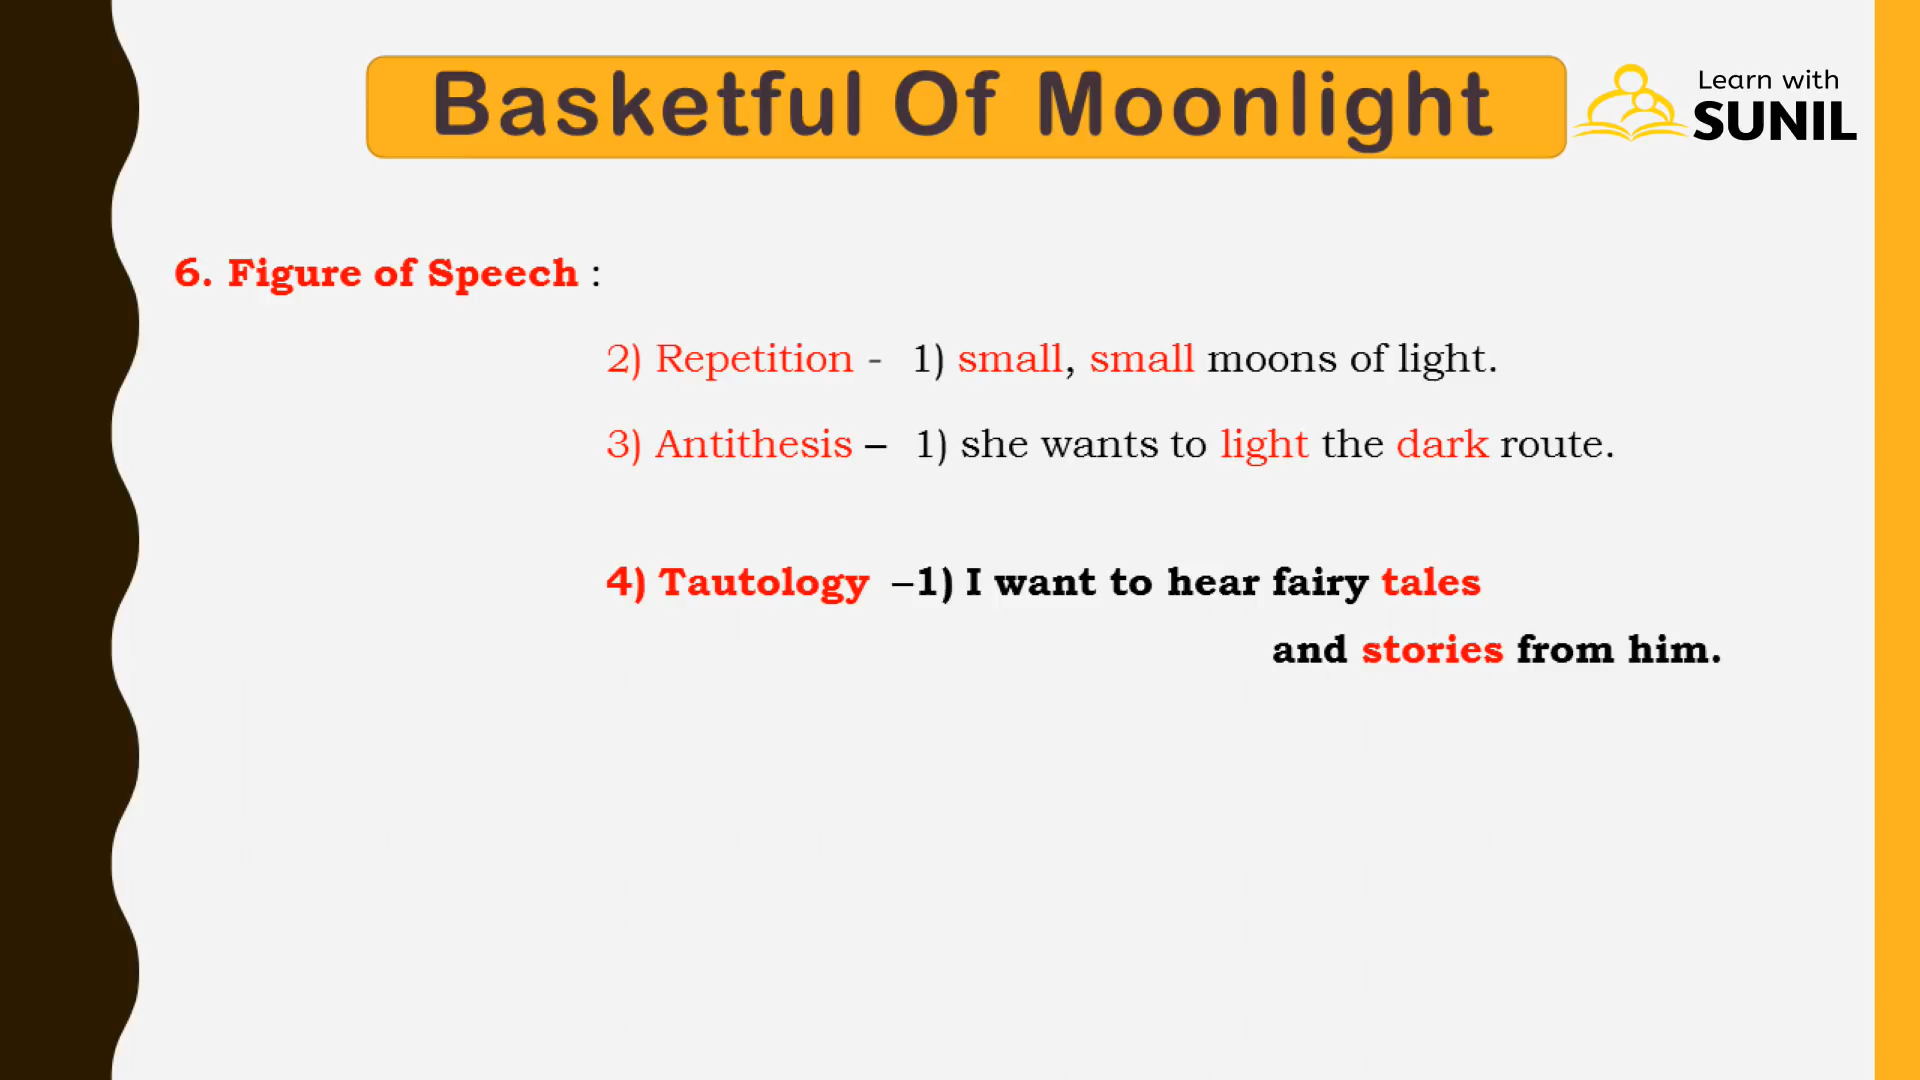 Basketful Of Moonlight
Learn with
SUNIL
6. Figure of Speech :
2) Repetition - 1) small, small moons of light.
3) Antithesis – 1) she wants to light the dark route.
4) Tautology –1) I want to hear fairy tales
and stories from him.